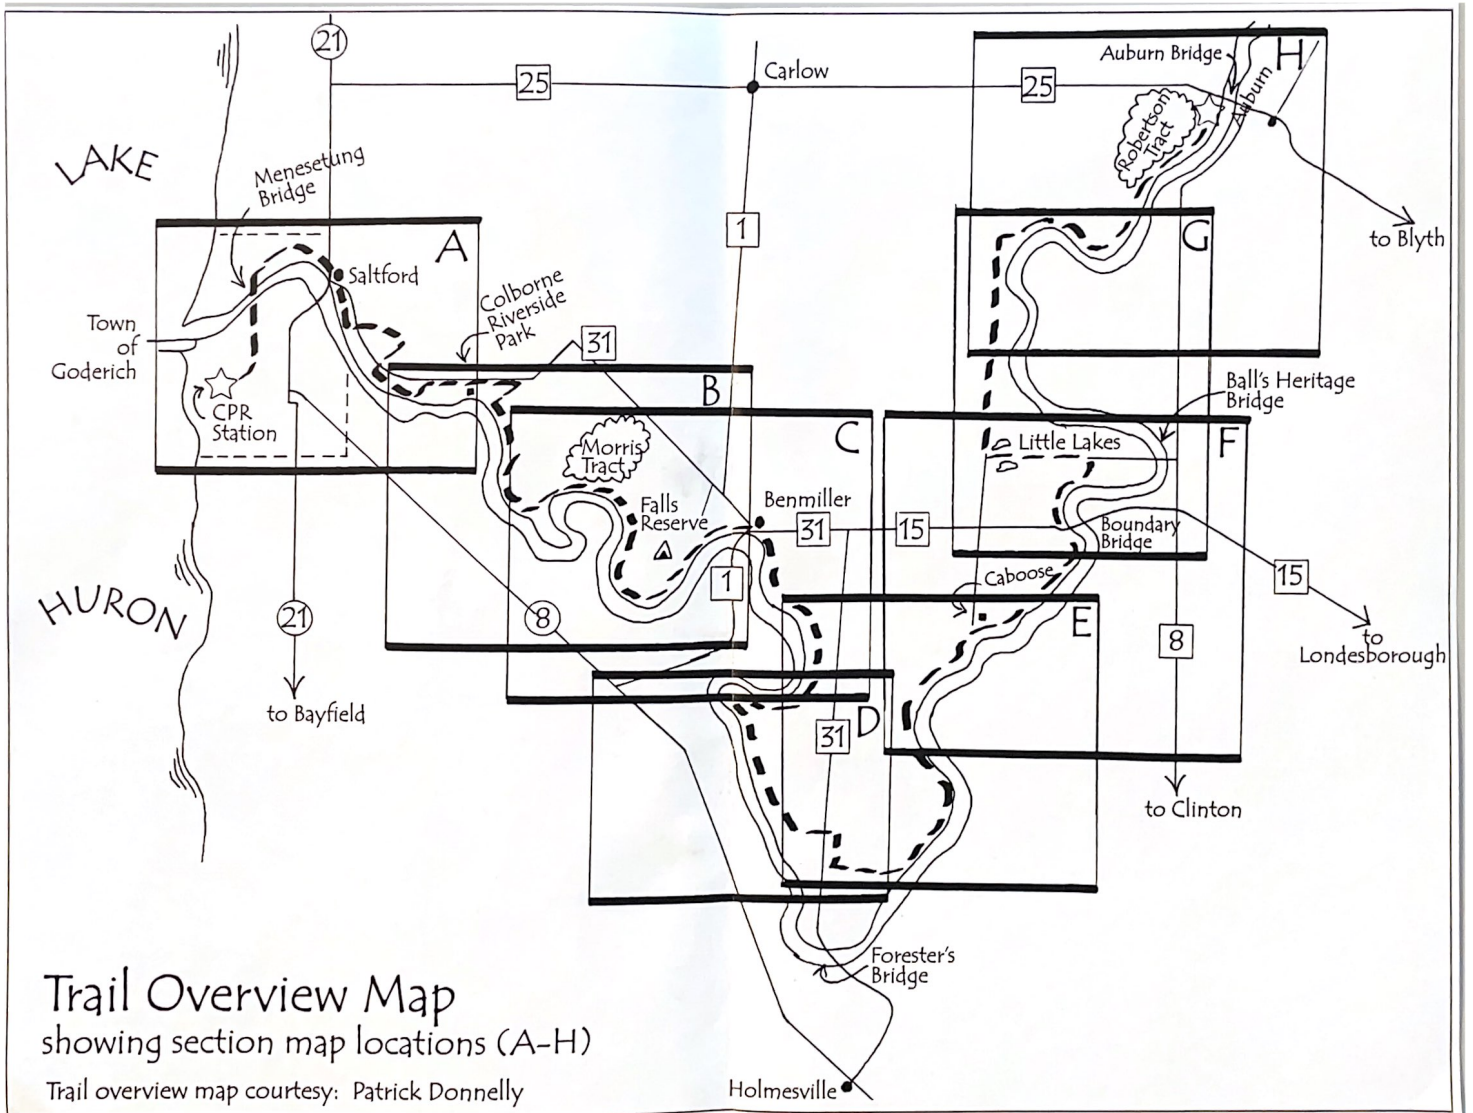 21
25
Carlow
25
Auburn Bridge
H
Auburn
Robertson
Tract
LAKE
Menesetung
Bridge
1
to Blyth
A
G
Saltford
Colborne
Riverside
Park
Town
of
Goderich
31
CPR
Station
B
Ball's Heritage
Bridge
C
F
Little Lakes
Morris
Tract
Falls
Reserve
Benmiller
31
15
Boundary
Bridge
HURON
1
Caboose
15
21
8
E
8
to
Londesborough
to Bayfield
D
31
to Clinton
Forester's
Bridge
Trail Overview Map
showing section map locations (A-H)
Trail overview map courtesy: Patrick Donnelly
Holmesville